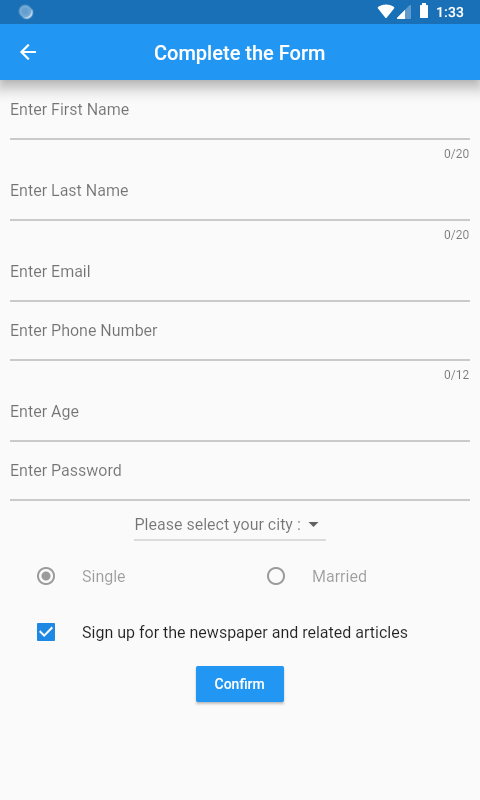 1:33
Complete the Form
Enter First Name
0/20
Enter Last Name
0/20
Enter Email
Enter Phone Number
0/12
Enter Age
Enter Password
Please select your city :
Single Married
Sign up for the newspaper and related articles
Confirm